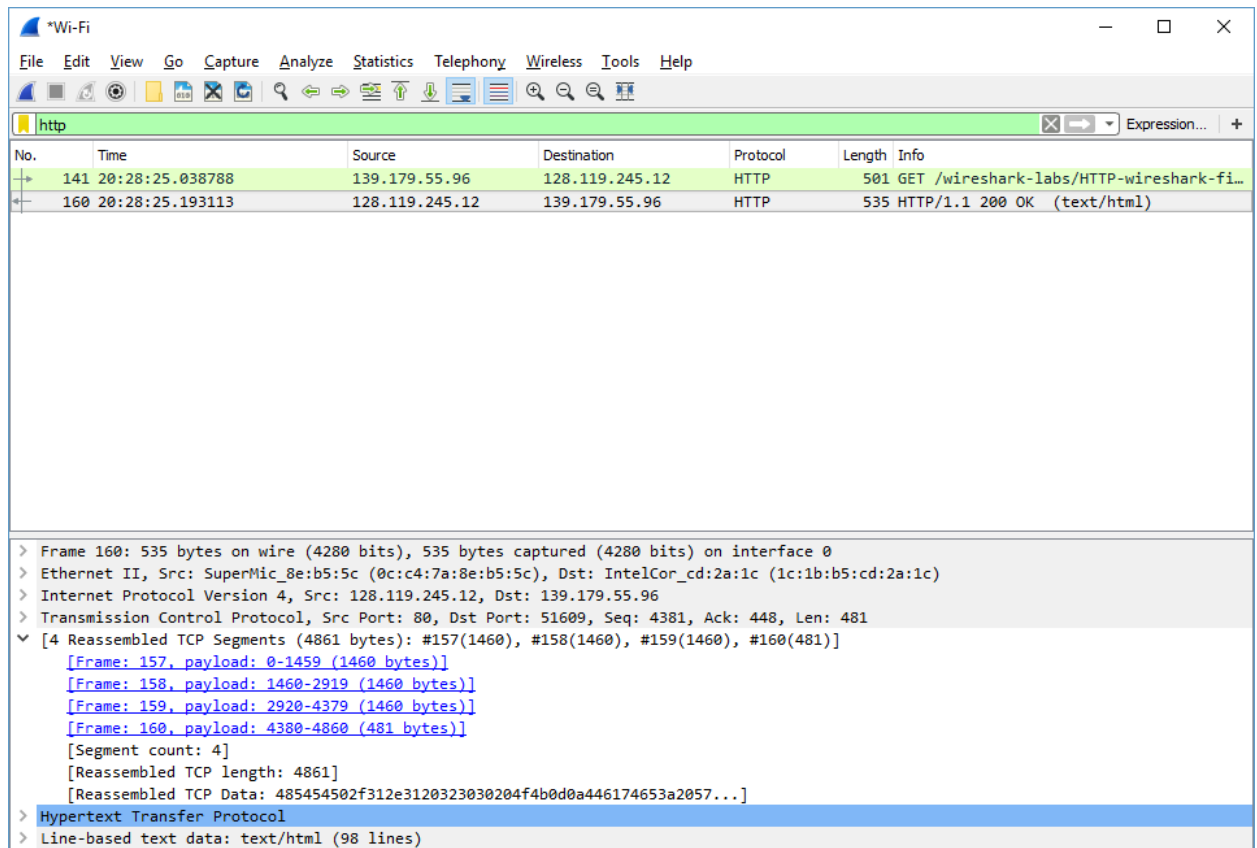 *Wi-Fi
File Edit View Go Capture Analyze Statistics Telephony Wireless Tools Help
http Expression... +
No. Time Source Destination Protocol Length Info
141 20:28:25.038788 139.179.55.96 128.119.245.12 HTTP 501 GET /wireshark-labs/HTTP-wireshark-fi…
160 20:28:25.193113 128.119.245.12 139.179.55.96 HTTP 535 HTTP/1.1 200 OK (text/html)
Frame 160: 535 bytes on wire (4280 bits), 535 bytes captured (4280 bits) on interface 0
Ethernet II, Src: SuperMic_8e:b5:5c (0c:c4:7a:8e:b5:5c), Dst: IntelCor_cd:2a:1c (1c:1b:b5:cd:2a:1c)
Internet Protocol Version 4, Src: 128.119.245.12, Dst: 139.179.55.96
Transmission Control Protocol, Src Port: 80, Dst Port: 51609, Seq: 4381, Ack: 448, Len: 481
[4 Reassembled TCP Segments (4861 bytes): #157(1460), #158(1460), #159(1460), #160(481)]
[Frame: 157, payload: 0-1459 (1460 bytes)]
[Frame: 158, payload: 1460-2919 (1460 bytes)]
[Frame: 159, payload: 2920-4379 (1460 bytes)]
[Frame: 160, payload: 4380-4860 (481 bytes)]
[Segment count: 4]
[Reassembled TCP length: 4861]
[Reassembled TCP Data: 485454502f312e3120323030204f4b0d0a446174653a2057...]
Hypertext Transfer Protocol
Line-based text data: text/html (98 lines)